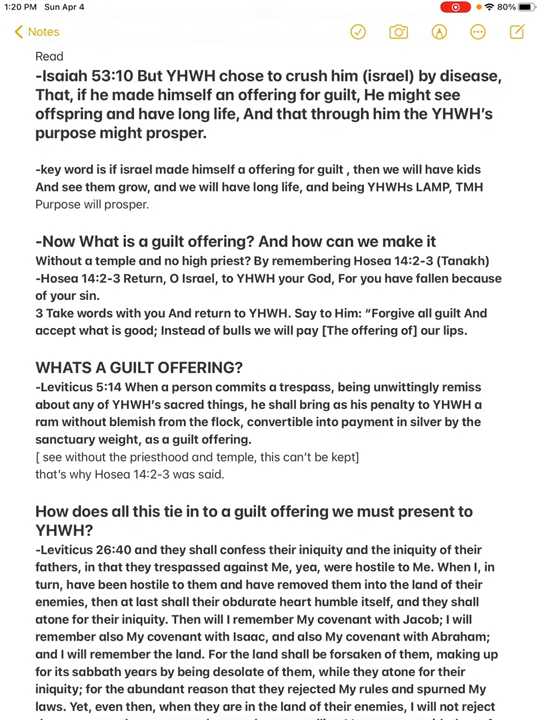 1:20 PM Sun Apr 4
80%
Notes
Read
-Isaiah 53:10 But YHWH chose to crush him (israel) by disease,
That, if he made himself an offering for guilt, He might see
offspring and have long life, And that through him the YHWH's
purpose might prosper.
-key word is if israel made himself a offering for guilt , then we will have kids
And see them grow, and we will have long life, and being YHWHs LAMP, TMH
Purpose will prosper.
-Now What is a guilt offering? And how can we make it
Without a temple and no high priest? By remembering Hosea 14:2-3 (Tanakh)
-Hosea 14:2-3 Return, O Israel, to YHWH your God, For you have fallen because
of your sin.
3 Take words with you And return to YHWH. Say to Him: "Forgive all guilt And
accept what is good; Instead of bulls we will pay [The offering of] our lips.
WHATS A GUILT OFFERING?
-Leviticus 5:14 When a person commits a trespass, being unwittingly remiss
about any of YHWH's sacred things, he shall bring as his penalty to YHWH a
ram without blemish from the flock, convertible into payment in silver by the
sanctuary weight, as a guilt offering.
[ see without the priesthood and temple, this can't be kept]
that's why Hosea 14:2-3 was said.
How does all this tie in to a guilt offering we must present to
YHWH?
-Leviticus 26:40 and they shall confess their iniquity and the iniquity of their
fathers, in that they trespassed against Me, yea, were hostile to Me. When I, in
turn, have been hostile to them and have removed them into the land of their
enemies, then at last shall their obdurate heart humble itself, and they shall
atone for their iniquity. Then will I remember My covenant with Jacob; I will
remember also My covenant with Isaac, and also My covenant with Abraham;
and I will remember the land. For the land shall be forsaken of them, making up
for its sabbath years by being desolate of them, while they atone for their
iniquity; for the abundant reason that they rejected My rules and spurned My
laws. Yet, even then, when they are in the land of their enemies, I will not reject